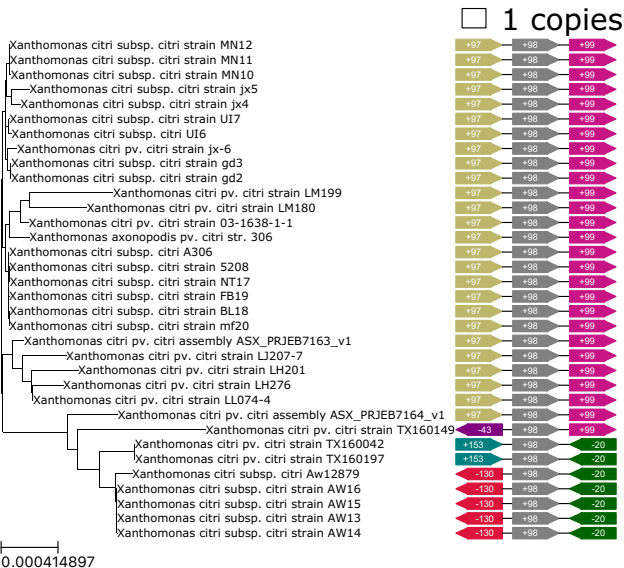 1 copies
Xanthomonas citri subsp. citri strain MN12 +97 +98 +99
Xanthomonas citri subsp. citri strain MN11 +97 +98 +99
Xanthomonas citri subsp. citri strain MN10 +97 +98 +99
Xanthomonas citri subsp. citri strain jx5 +97 +98 +99
Xanthomonas citri subsp. citri strain jx4 +97 +98 +99
Xanthomonas citri subsp. citri strain UI7 +97 +98 +99
Xanthomonas citri subsp. citri UI6 +97 +98 +99
Xanthomonas citri pv. citri strain jx-6 +97 +98 +99
Xanthomonas citri subsp. citri strain gd3 +97 +98 +99
Xanthomonas citri subsp. citri strain gd2 +97 +98 +99
Xanthomonas citri pv. citri strain LM199 +97 +98 +99
Xanthomonas citri pv. citri strain LM180 +97 +98 +99
Xanthomonas citri pv. citri strain 03-1638-1-1 +97 +98 +99
Xanthomonas axonopodis pv. citri str. 306 +97 +98 +99
Xanthomonas citri subsp. citri A306 +97 +98 +99
Xanthomonas citri subsp. citri strain 5208 +97 +98 +99
Xanthomonas citri subsp. citri strain NT17 +97 +98 +99
Xanthomonas citri subsp. citri strain FB19 +97 +98 +99
Xanthomonas citri subsp. citri strain BL18 +97 +98 +99
Xanthomonas citri subsp. citri strain mf20 +97 +98 +99
Xanthomonas citri pv. citri assembly ASX_PRJEB7163_v1 +97 +98 +99
Xanthomonas citri pv. citri strain LJ207-7 +97 +98 +99
Xanthomonas citri pv. citri strain LH201 +97 +98 +99
Xanthomonas citri pv. citri strain LH276 +97 +98 +99
Xanthomonas citri pv. citri strain LL074-4 +97 +98 +99
Xanthomonas citri pv. citri assembly ASX_PRJEB7164_v1 +97 +98 +99
Xanthomonas citri pv. citri strain TX160149 -43 +98 +99
Xanthomonas citri pv. citri strain TX160042 +153 +98 -20
Xanthomonas citri pv. citri strain TX160197 +153 +98 -20
Xanthomonas citri subsp. citri Aw12879 -130 +98 -20
Xanthomonas citri subsp. citri strain AW16 -130 +98 -20
Xanthomonas citri subsp. citri strain AW15 -130 +98 -20
Xanthomonas citri subsp. citri strain AW13 -130 +98 -20
Xanthomonas citri subsp. citri strain AW14 -130 +98 -20
0.000414897